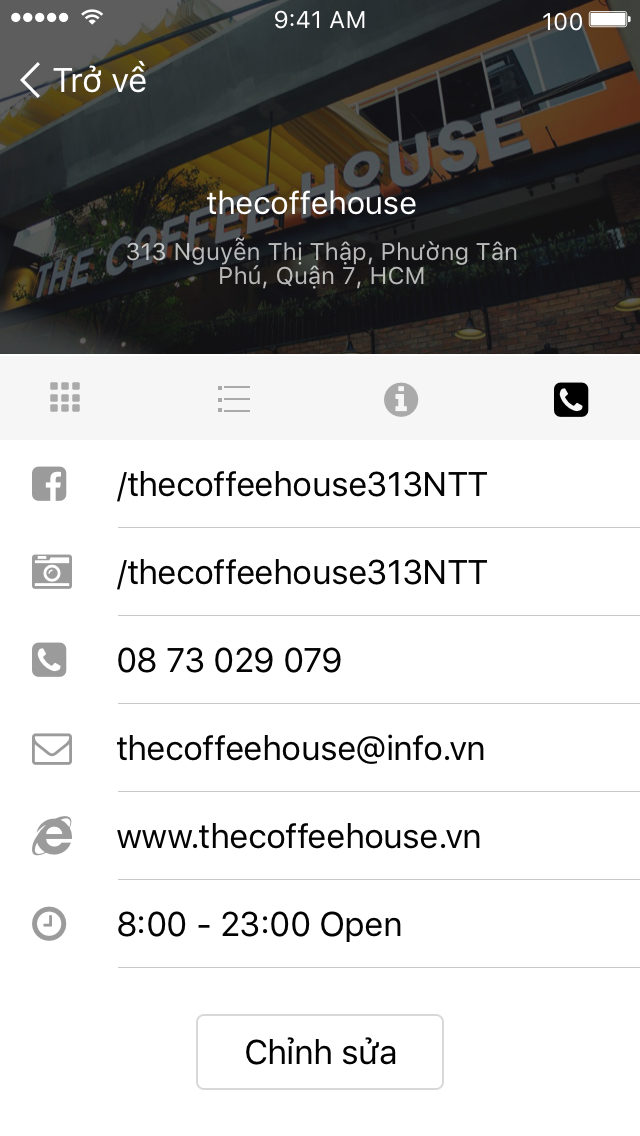 9:41 AM
100
Trở về
THE COFFEE HOUSE
thecoffehouse
313 Nguyễn Thị Thập, Phường Tân
Phú, Quận 7, HCM
/thecoffeehouse313NTT
/thecoffeehouse313NTT
08 73 029 079
thecoffeehouse@info.vn
www.thecoffeehouse.vn
8:00 - 23:00 Open
Chỉnh sửa